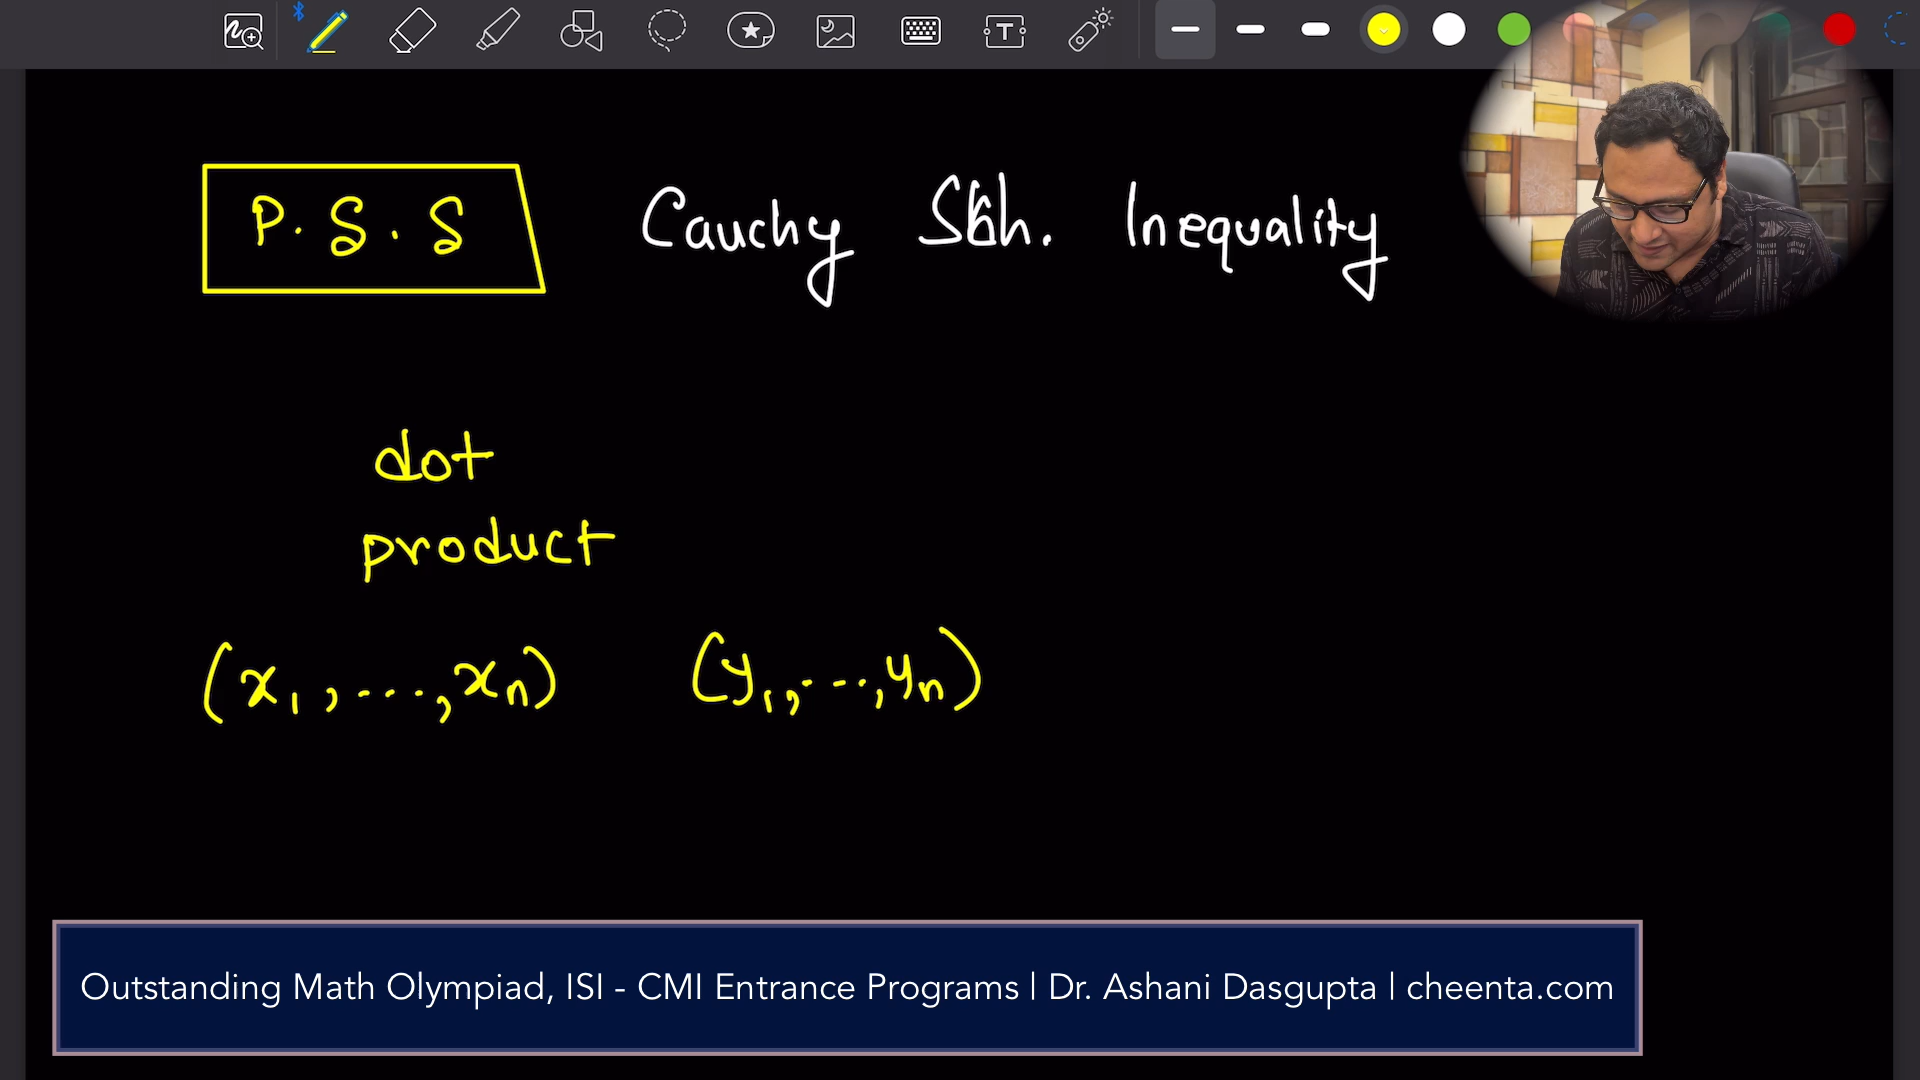 P. S. S Cauchy Sch. Inequality
dot
product
(x₁, ..., xₙ) (y₁, ..., yₙ)
Outstanding Math Olympiad, ISI - CMI Entrance Programs | Dr. Ashani Dasgupta | cheenta.com